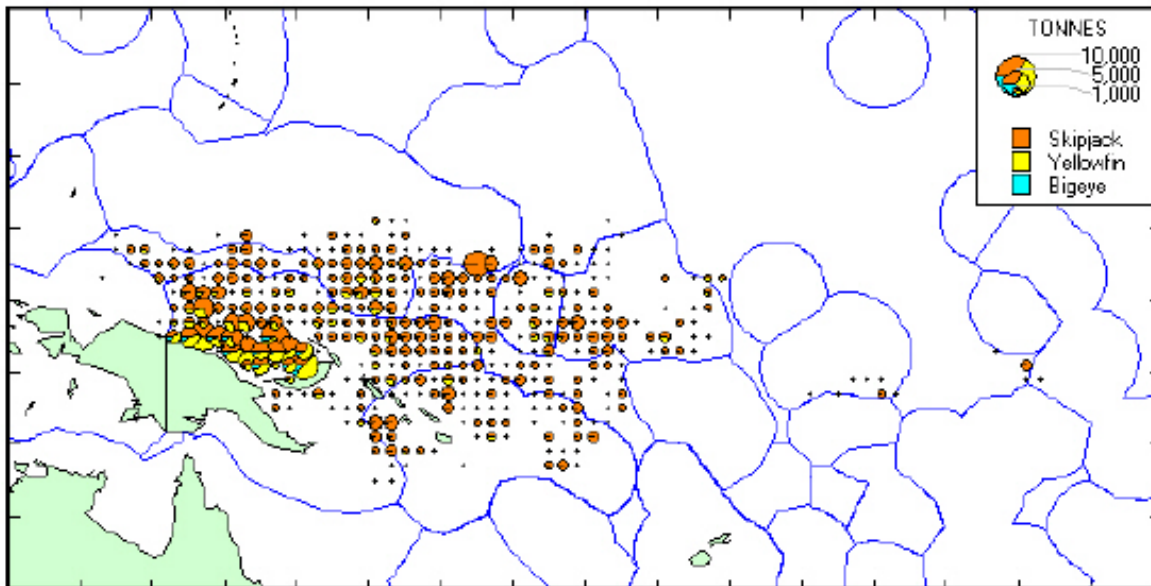 TONNES
10,000
5,000
1,000
Skipjack
Yellowfin
Bigeye